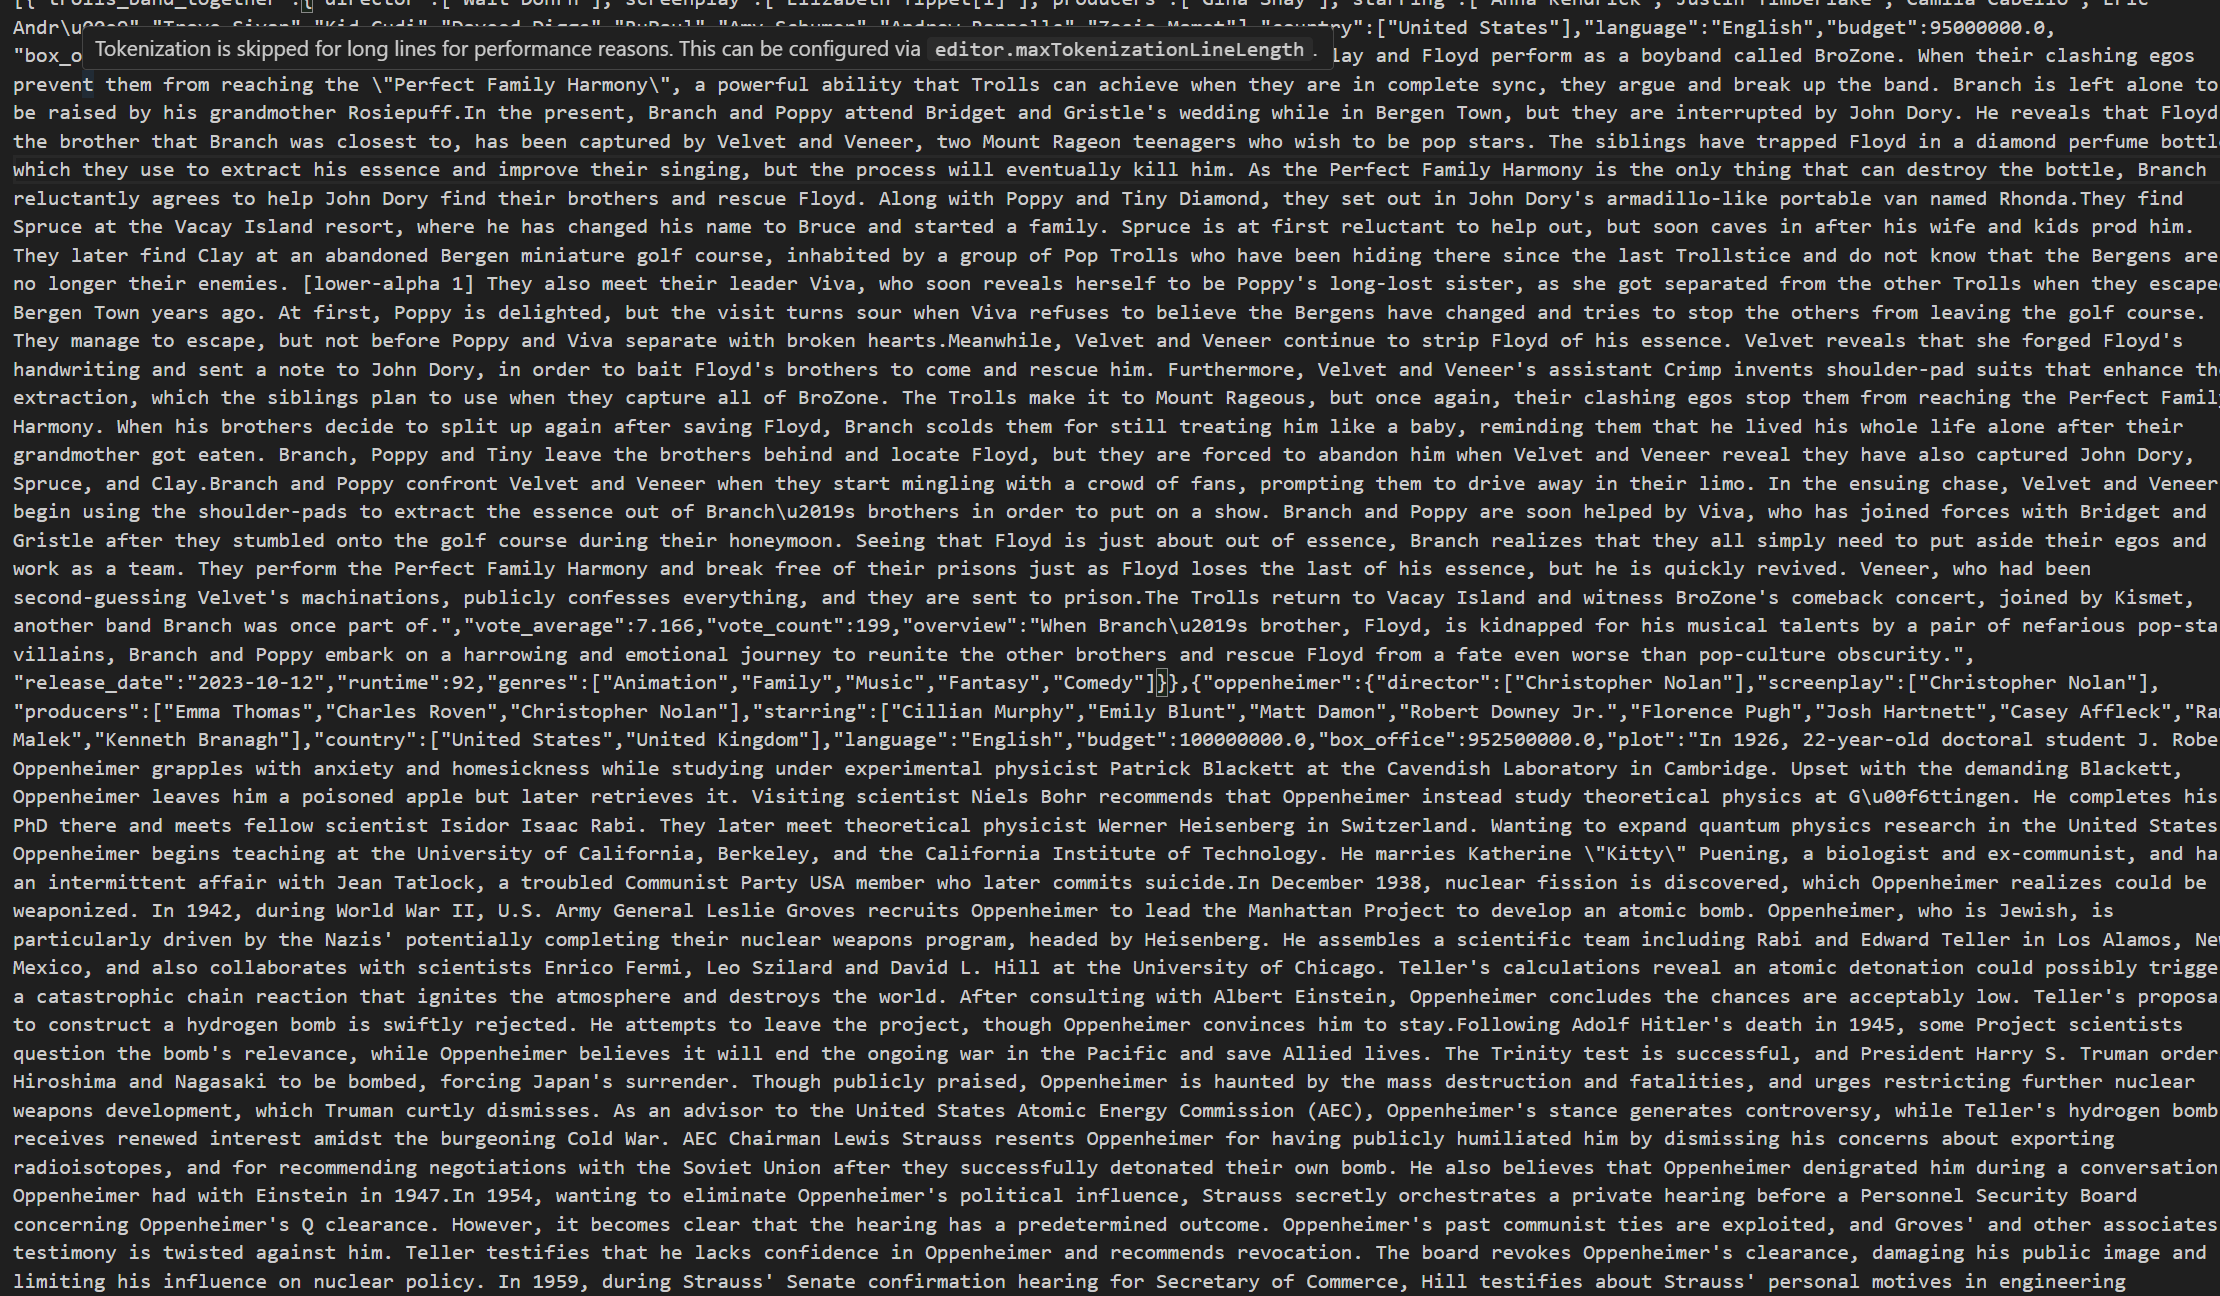 [{"trolls_band_together":{"director":["Walt Dohrn"],"screenplay":["Elizabeth Tippet[1]"],"producers":["Gina Shay"],"starring":["Anna Kendrick","Justin Timberlake","Camila Cabello","Eric
Andr\u00e9","Troye Sivan","Kid Cudi","Daveed Diggs","RuPaul","Amy Schumer","Andrew Rannells","Zosia Mamet"],"country":["United States"],"language":"English","budget":95000000.0,
Tokenization is skipped for long lines for performance reasons. This can be configured via editor.maxTokenizationLineLength.
"box_o lay and Floyd perform as a boyband called BroZone. When their clashing egos
prevent them from reaching the \"Perfect Family Harmony\", a powerful ability that Trolls can achieve when they are in complete sync, they argue and break up the band. Branch is left alone to
be raised by his grandmother Rosiepuff.In the present, Branch and Poppy attend Bridget and Gristle's wedding while in Bergen Town, but they are interrupted by John Dory. He reveals that Floyd
the brother that Branch was closest to, has been captured by Velvet and Veneer, two Mount Rageon teenagers who wish to be pop stars. The siblings have trapped Floyd in a diamond perfume bottl
which they use to extract his essence and improve their singing, but the process will eventually kill him. As the Perfect Family Harmony is the only thing that can destroy the bottle, Branch
reluctantly agrees to help John Dory find their brothers and rescue Floyd. Along with Poppy and Tiny Diamond, they set out in John Dory's armadillo-like portable van named Rhonda.They find
Spruce at the Vacay Island resort, where he has changed his name to Bruce and started a family. Spruce is at first reluctant to help out, but soon caves in after his wife and kids prod him.
They later find Clay at an abandoned Bergen miniature golf course, inhabited by a group of Pop Trolls who have been hiding there since the last Trollstice and do not know that the Bergens are
no longer their enemies. [lower-alpha 1] They also meet their leader Viva, who soon reveals herself to be Poppy's long-lost sister, as she got separated from the other Trolls when they escape
Bergen Town years ago. At first, Poppy is delighted, but the visit turns sour when Viva refuses to believe the Bergens have changed and tries to stop the others from leaving the golf course.
They manage to escape, but not before Poppy and Viva separate with broken hearts.Meanwhile, Velvet and Veneer continue to strip Floyd of his essence. Velvet reveals that she forged Floyd's
handwriting and sent a note to John Dory, in order to bait Floyd's brothers to come and rescue him. Furthermore, Velvet and Veneer's assistant Crimp invents shoulder-pad suits that enhance th
extraction, which the siblings plan to use when they capture all of BroZone. The Trolls make it to Mount Rageous, but once again, their clashing egos stop them from reaching the Perfect Famil
Harmony. When his brothers decide to split up again after saving Floyd, Branch scolds them for still treating him like a baby, reminding them that he lived his whole life alone after their
grandmother got eaten. Branch, Poppy and Tiny leave the brothers behind and locate Floyd, but they are forced to abandon him when Velvet and Veneer reveal they have also captured John Dory,
Spruce, and Clay.Branch and Poppy confront Velvet and Veneer when they start mingling with a crowd of fans, prompting them to drive away in their limo. In the ensuing chase, Velvet and Veneer
begin using the shoulder-pads to extract the essence out of Branch\u2019s brothers in order to put on a show. Branch and Poppy are soon helped by Viva, who has joined forces with Bridget and
Gristle after they stumbled onto the golf course during their honeymoon. Seeing that Floyd is just about out of essence, Branch realizes that they all simply need to put aside their egos and
work as a team. They perform the Perfect Family Harmony and break free of their prisons just as Floyd loses the last of his essence, but he is quickly revived. Veneer, who had been
second-guessing Velvet's machinations, publicly confesses everything, and they are sent to prison.The Trolls return to Vacay Island and witness BroZone's comeback concert, joined by Kismet,
another band Branch was once part of.","vote_average":7.166,"vote_count":199,"overview":"When Branch\u2019s brother, Floyd, is kidnapped for his musical talents by a pair of nefarious pop-sta
villains, Branch and Poppy embark on a harrowing and emotional journey to reunite the other brothers and rescue Floyd from a fate even worse than pop-culture obscurity.",
"release_date":"2023-10-12","runtime":92,"genres":["Animation","Family","Music","Fantasy","Comedy"]}},{"oppenheimer":{"director":["Christopher Nolan"],"screenplay":["Christopher Nolan"],
"producers":["Emma Thomas","Charles Roven","Christopher Nolan"],"starring":["Cillian Murphy","Emily Blunt","Matt Damon","Robert Downey Jr.","Florence Pugh","Josh Hartnett","Casey Affleck","Ra
Malek","Kenneth Branagh"],"country":["United States","United Kingdom"],"language":"English","budget":100000000.0,"box_office":952500000.0,"plot":"In 1926, 22-year-old doctoral student J. Robe
Oppenheimer grapples with anxiety and homesickness while studying under experimental physicist Patrick Blackett at the Cavendish Laboratory in Cambridge. Upset with the demanding Blackett,
Oppenheimer leaves him a poisoned apple but later retrieves it. Visiting scientist Niels Bohr recommends that Oppenheimer instead study theoretical physics at G\u00f6ttingen. He completes his
PhD there and meets fellow scientist Isidor Isaac Rabi. They later meet theoretical physicist Werner Heisenberg in Switzerland. Wanting to expand quantum physics research in the United States
Oppenheimer begins teaching at the University of California, Berkeley, and the California Institute of Technology. He marries Katherine \"Kitty\" Puening, a biologist and ex-communist, and ha
an intermittent affair with Jean Tatlock, a troubled Communist Party USA member who later commits suicide.In December 1938, nuclear fission is discovered, which Oppenheimer realizes could be
weaponized. In 1942, during World War II, U.S. Army General Leslie Groves recruits Oppenheimer to lead the Manhattan Project to develop an atomic bomb. Oppenheimer, who is Jewish, is
particularly driven by the Nazis' potentially completing their nuclear weapons program, headed by Heisenberg. He assembles a scientific team including Rabi and Edward Teller in Los Alamos, Ne
Mexico, and also collaborates with scientists Enrico Fermi, Leo Szilard and David L. Hill at the University of Chicago. Teller's calculations reveal an atomic detonation could possibly trigge
a catastrophic chain reaction that ignites the atmosphere and destroys the world. After consulting with Albert Einstein, Oppenheimer concludes the chances are acceptably low. Teller's proposa
to construct a hydrogen bomb is swiftly rejected. He attempts to leave the project, though Oppenheimer convinces him to stay.Following Adolf Hitler's death in 1945, some Project scientists
question the bomb's relevance, while Oppenheimer believes it will end the ongoing war in the Pacific and save Allied lives. The Trinity test is successful, and President Harry S. Truman order
Hiroshima and Nagasaki to be bombed, forcing Japan's surrender. Though publicly praised, Oppenheimer is haunted by the mass destruction and fatalities, and urges restricting further nuclear
weapons development, which Truman curtly dismisses. As an advisor to the United States Atomic Energy Commission (AEC), Oppenheimer's stance generates controversy, while Teller's hydrogen bomb
receives renewed interest amidst the burgeoning Cold War. AEC Chairman Lewis Strauss resents Oppenheimer for having publicly humiliated him by dismissing his concerns about exporting
radioisotopes, and for recommending negotiations with the Soviet Union after they successfully detonated their own bomb. He also believes that Oppenheimer denigrated him during a conversation
Oppenheimer had with Einstein in 1947.In 1954, wanting to eliminate Oppenheimer's political influence, Strauss secretly orchestrates a private hearing before a Personnel Security Board
concerning Oppenheimer's Q clearance. However, it becomes clear that the hearing has a predetermined outcome. Oppenheimer's past communist ties are exploited, and Groves' and other associates
testimony is twisted against him. Teller testifies that he lacks confidence in Oppenheimer and recommends revocation. The board revokes Oppenheimer's clearance, damaging his public image and
limiting his influence on nuclear policy. In 1959, during Strauss' Senate confirmation hearing for Secretary of Commerce, Hill testifies about Strauss' personal motives in engineering